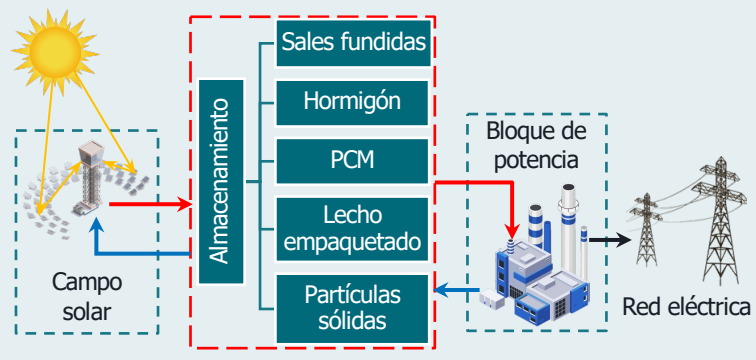 Campo
solar
Almacenamiento
Sales fundidas
Hormigón
PCM
Lecho
empaquetado
Partículas
sólidas
Bloque de
potencia
Red eléctrica